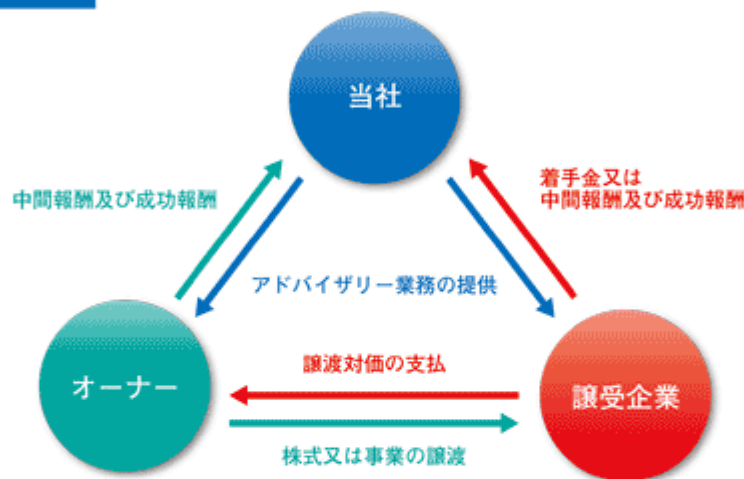 当社
中間報酬及び成功報酬
着手金又は
中間報酬及び成功報酬
アドバイザリー業務の提供
オーナー
譲渡対価の支払
譲受企業
株式又は事業の譲渡